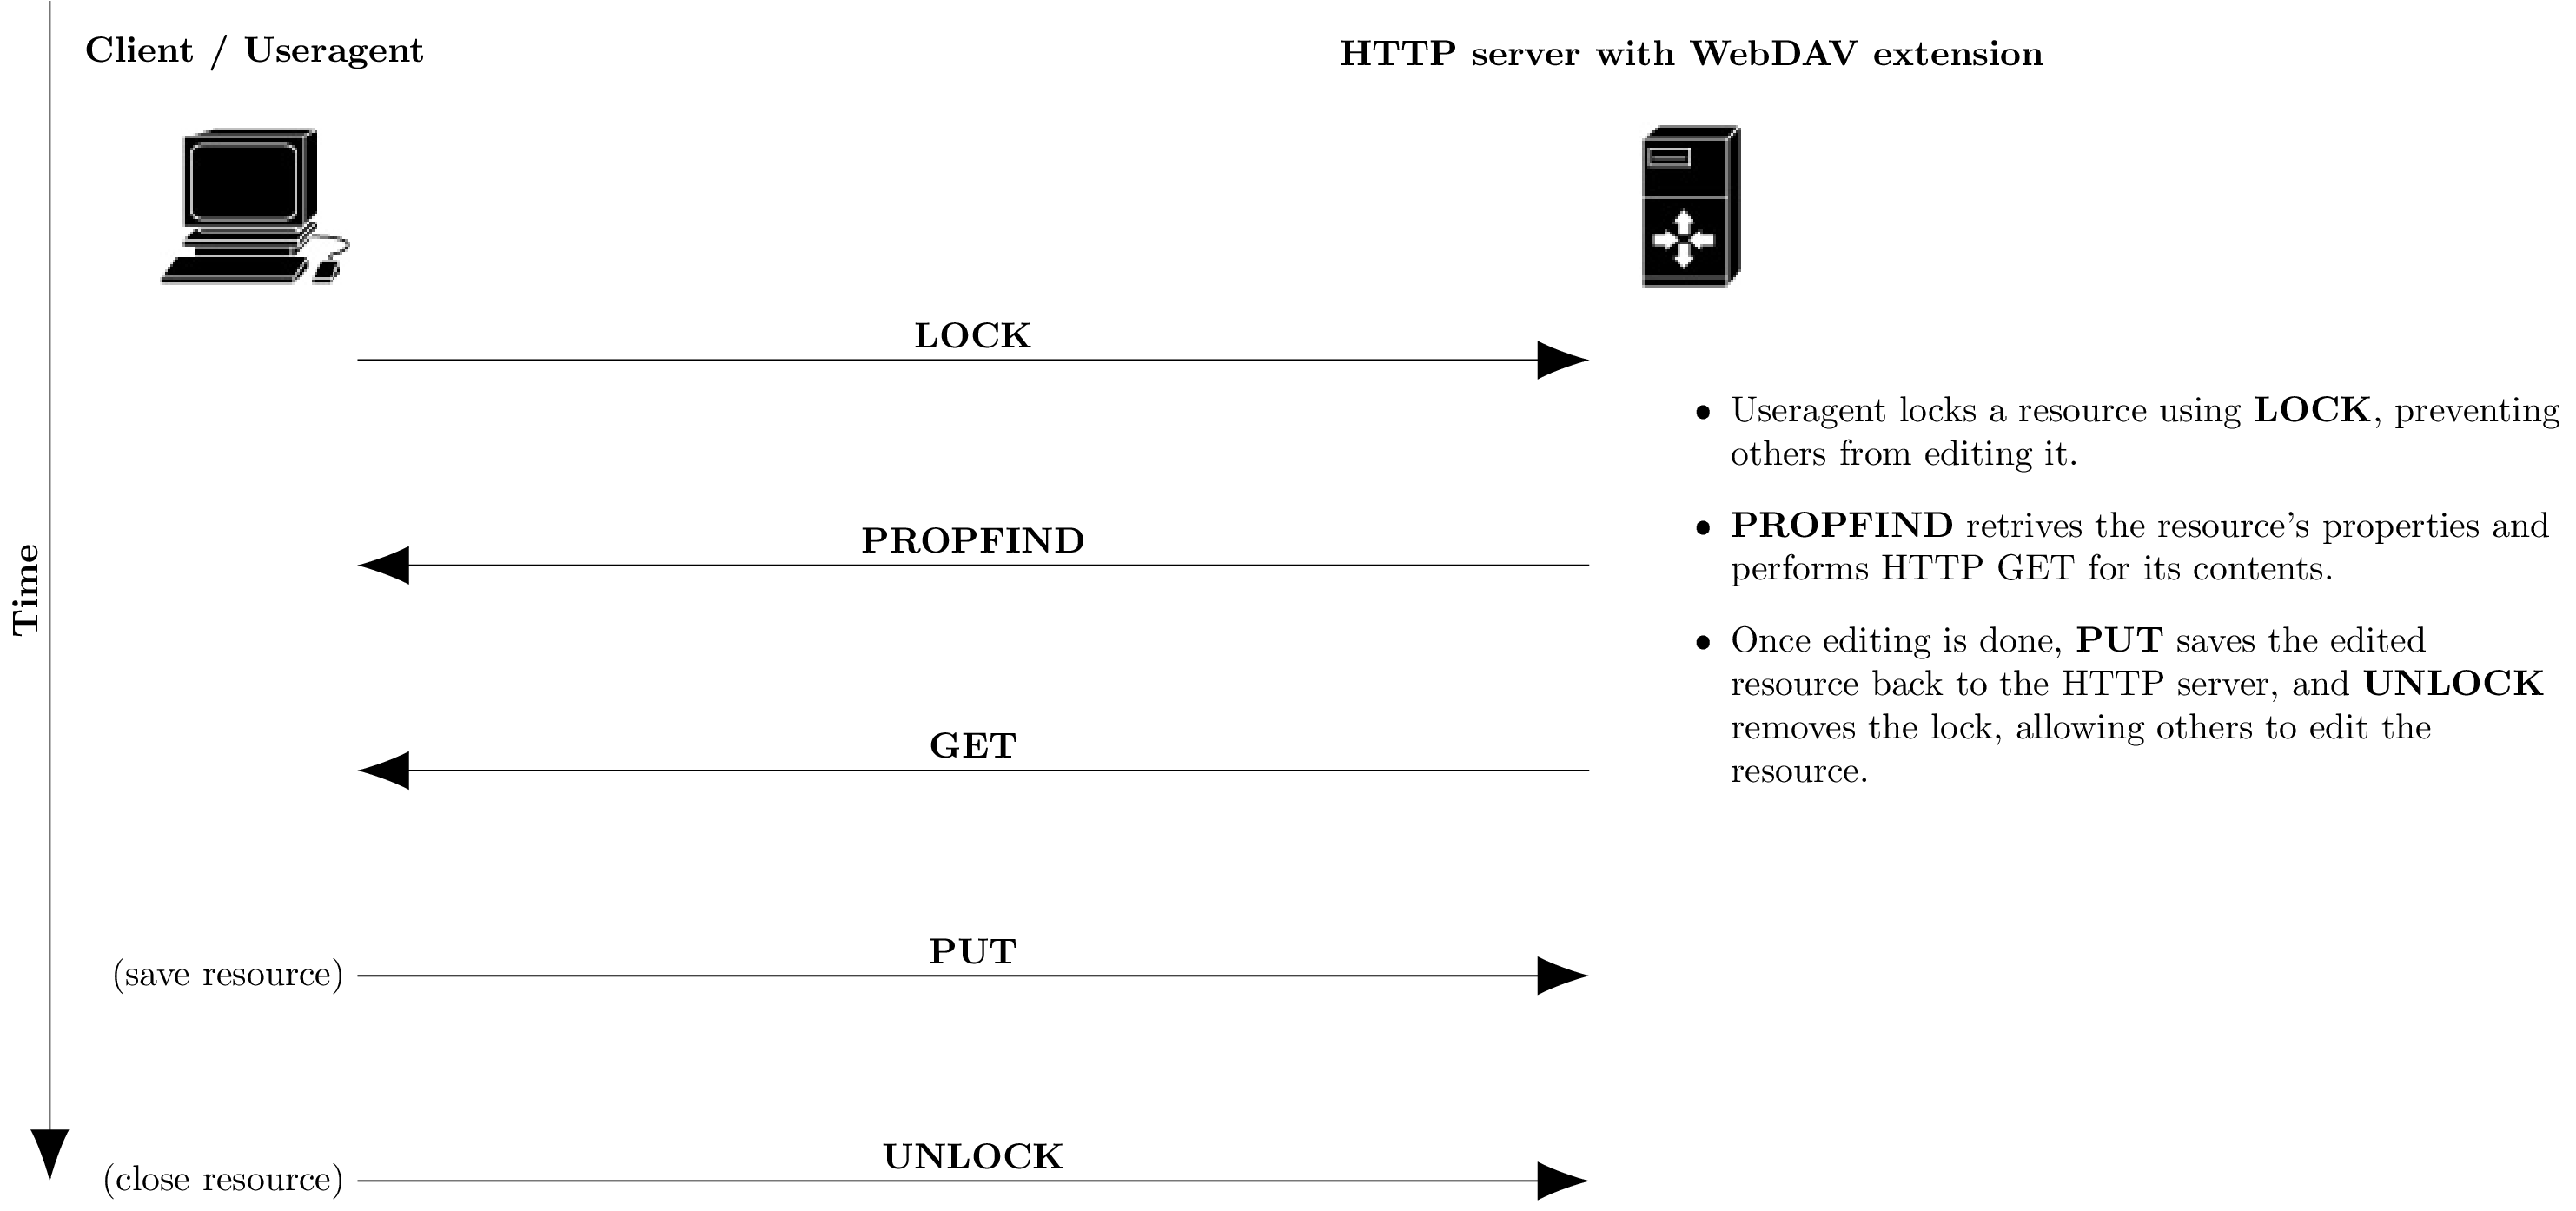 Client / Useragent
HTTP server with WebDAV extension
LOCK
• Useragent locks a resource using LOCK, preventing
others from editing it.
PROPFIND
• PROPFIND retrives the resource's properties and
performs HTTP GET for its contents.
Time
• Once editing is done, PUT saves the edited
resource back to the HTTP server, and UNLOCK
removes the lock, allowing others to edit the
resource.
GET
PUT
(save resource)
UNLOCK
(close resource)